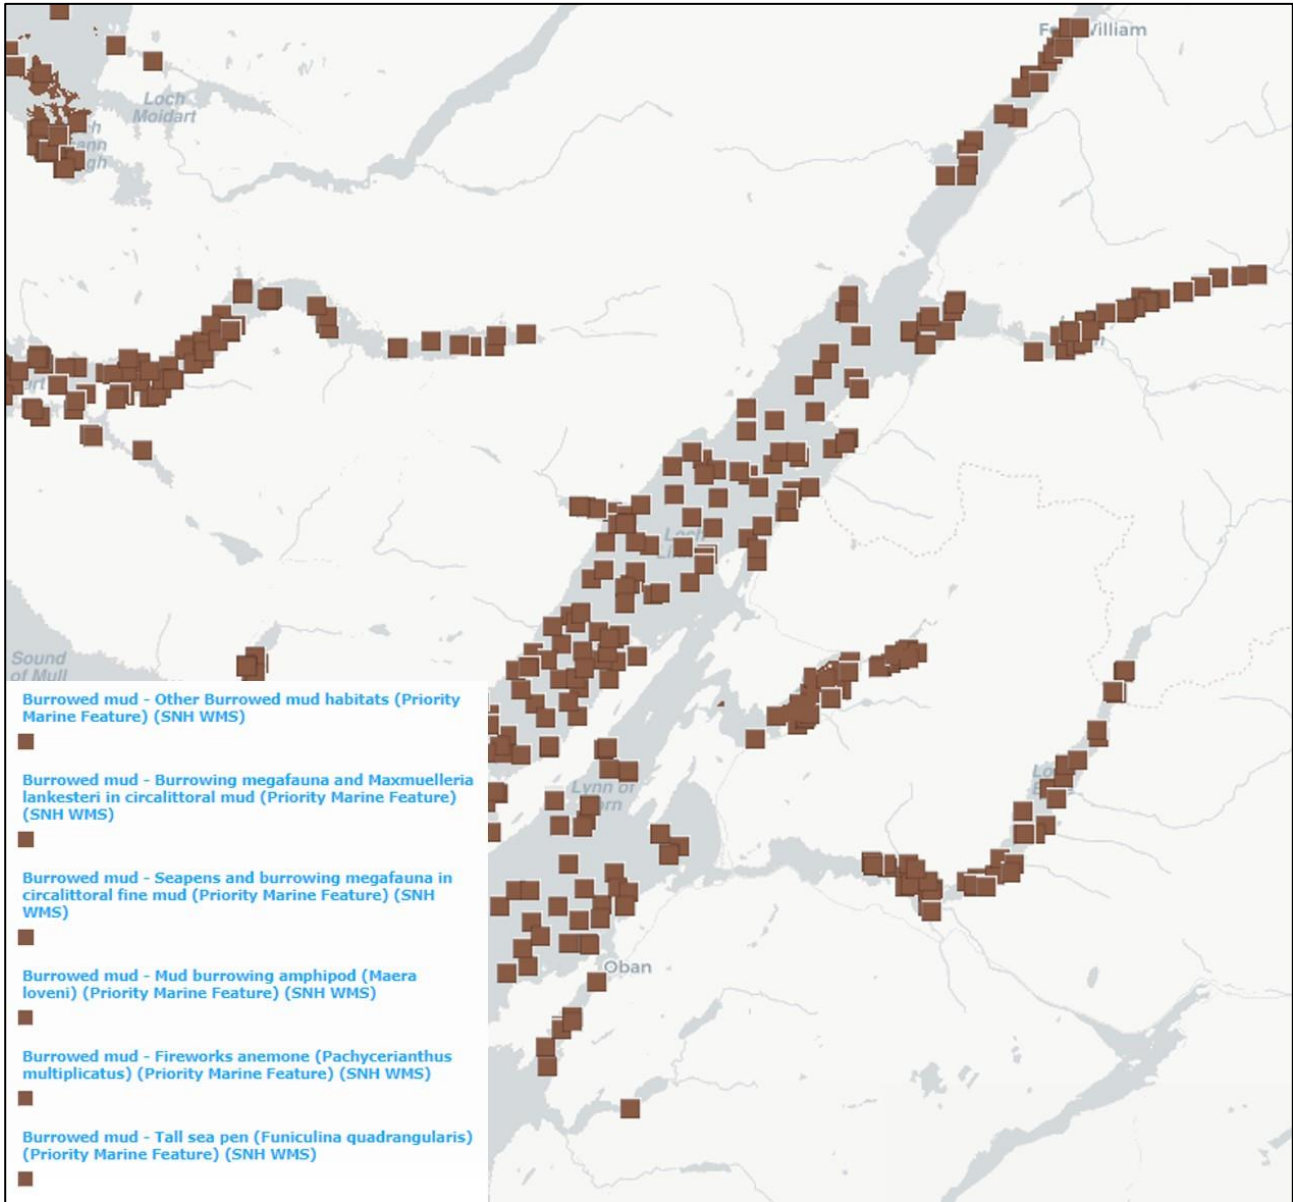 William
Loch
Moidart
Sound
of Mull
Loch
Lynn of
Oban
Burrowed mud - Other Burrowed mud habitats (Priority
Marine Feature) (SNH WMS)
Burrowed mud - Burrowing megafauna and Maxmuelleria
lankesteri in circalittoral mud (Priority Marine Feature)
(SNH WMS)
Burrowed mud - Seapens and burrowing megafauna in
circalittoral fine mud (Priority Marine Feature) (SNH
WMS)
Burrowed mud - Mud burrowing amphipod (Maera
loveni) (Priority Marine Feature) (SNH WMS)
Burrowed mud - Fireworks anemone (Pachycerianthus
multiplicatus) (Priority Marine Feature) (SNH WMS)
Burrowed mud - Tall sea pen (Funiculina quadrangularis)
(Priority Marine Feature) (SNH WMS)